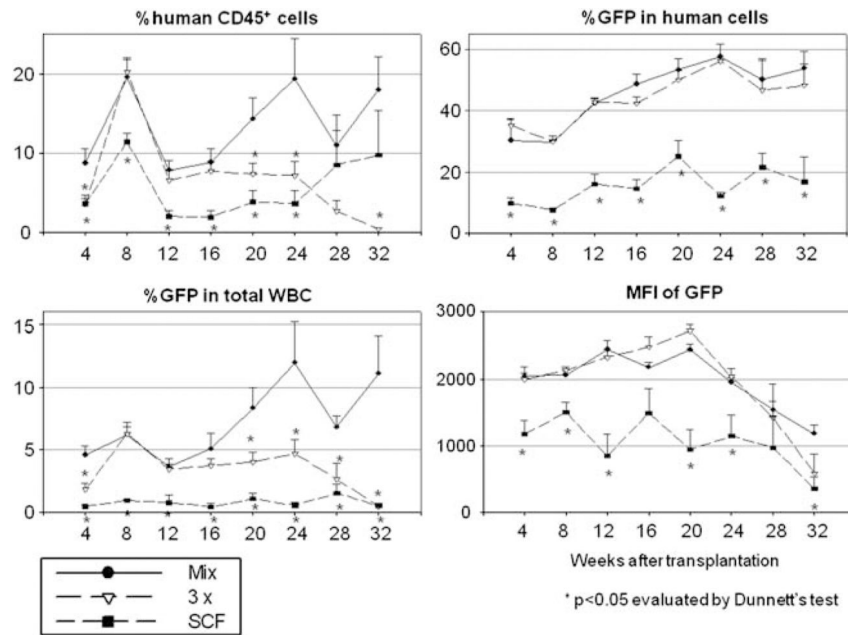 %human CD45⁺ cells
20
10
0
4 8 12 16 20 24 28 32
* * * * * * * * * * *
%GFP in human cells
60
40
20
0
4 8 12 16 20 24 28 32
* * * * * * * *
%GFP in total WBC
15
10
5
0
4 8 12 16 20 24 28 32
* * * * * * * * * * * * *
MFI of GFP
3000
2000
1000
0
4 8 12 16 20 24 28 32
* * * * * *
Weeks after transplantation
Mix
3 x
SCF
* p<0.05 evaluated by Dunnett's test